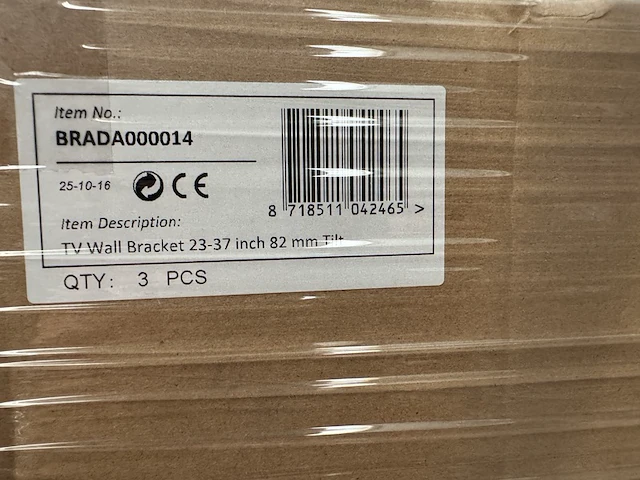 Item No.:
BRADA000014
25-10-16 CE
8 718511 042465 >
Item Description:
TV Wall Bracket 23-37 inch 82 mm Tilt
QTY: 3 PCS